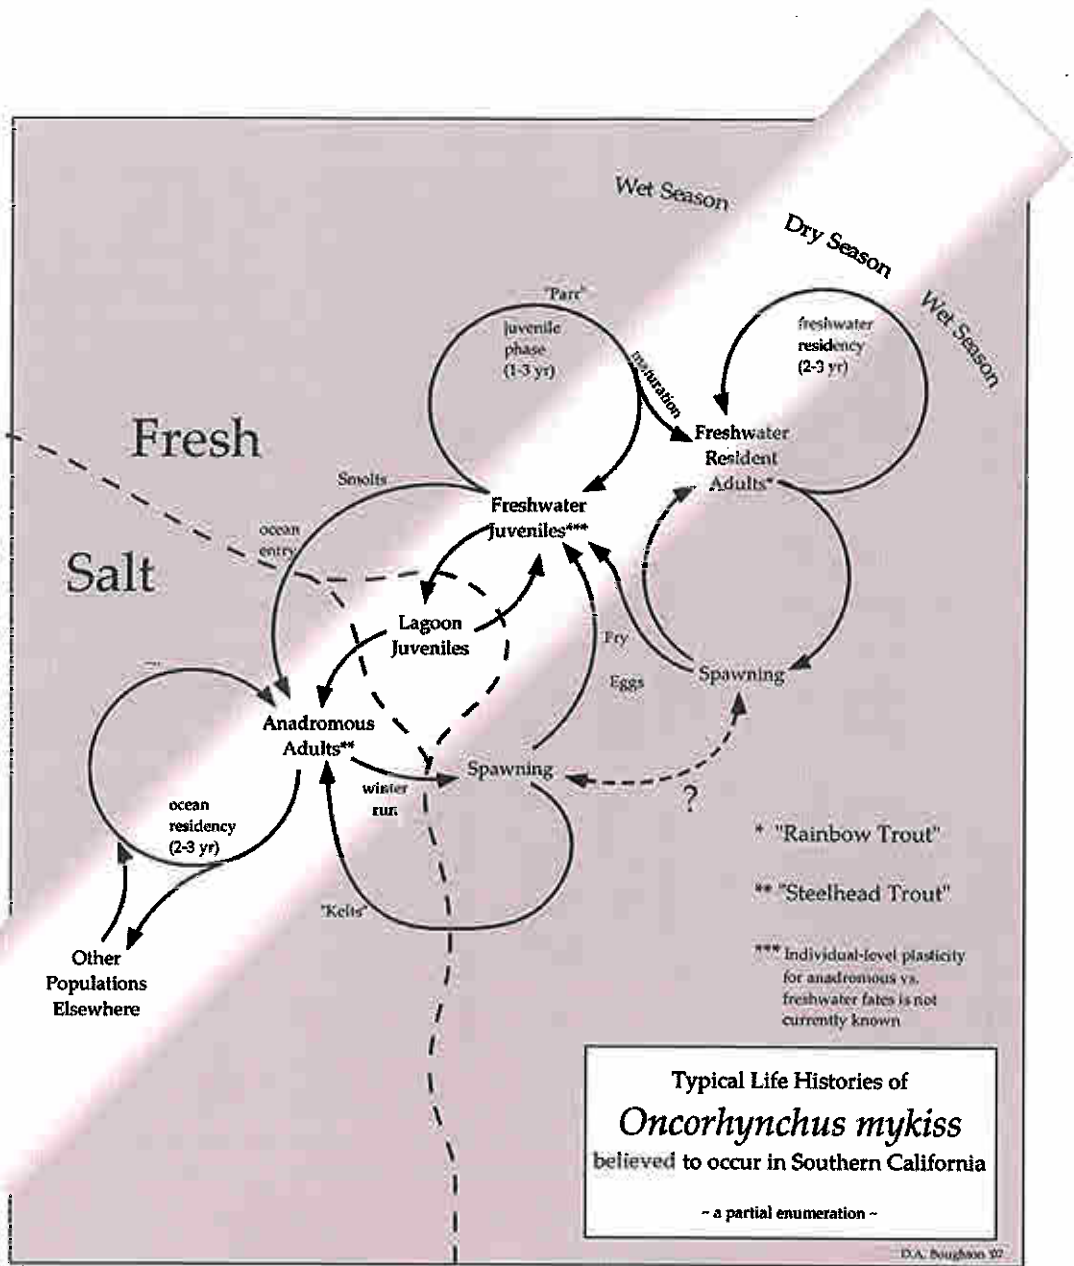 Wet Season
Dry Season
Wet Season
"Parr"
juvenile
phase
(1-3 yr)
maturation
freshwater
residency
(2-3 yr)
Freshwater
Resident
Adults*
Fresh
Smolts
Freshwater
Juveniles***
ocean
entry
Salt
Lagoon
Juveniles
Fry
Eggs
Spawning
Anadromous
Adults**
winter
run
Spawning
?
ocean
residency
(2-3 yr)
"Kelts"
Other
Populations
Elsewhere
* "Rainbow Trout"
** "Steelhead Trout"
*** Individual-level plasticity
for anadromous vs.
freshwater fates is not
currently known
Typical Life Histories of
Oncorhynchus mykiss
believed to occur in Southern California
~ a partial enumeration ~
D.A. Boughton '07